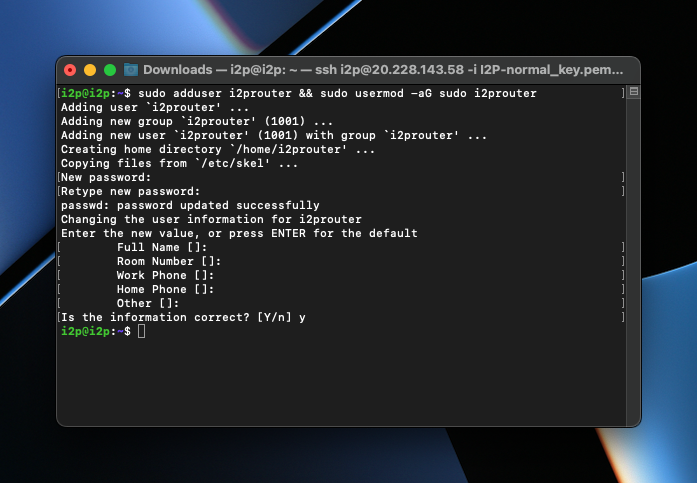 Downloads — i2p@i2p: ~ — ssh i2p@20.228.143.58 -i I2P-normal_key.pem...
[i2p@i2p:~$ sudo adduser i2prouter && sudo usermod -aG sudo i2prouter ]
Adding user `i2prouter' ...
Adding new group `i2prouter' (1001) ...
Adding new user `i2prouter' (1001) with group `i2prouter' ...
Creating home directory `/home/i2prouter' ...
Copying files from `/etc/skel' ...
[New password: ]
[Retype new password: ]
passwd: password updated successfully
Changing the user information for i2prouter
Enter the new value, or press ENTER for the default
[ Full Name []: ]
[ Room Number []: ]
[ Work Phone []: ]
[ Home Phone []: ]
[ Other []: ]
[Is the information correct? [Y/n] y ]
i2p@i2p:~$